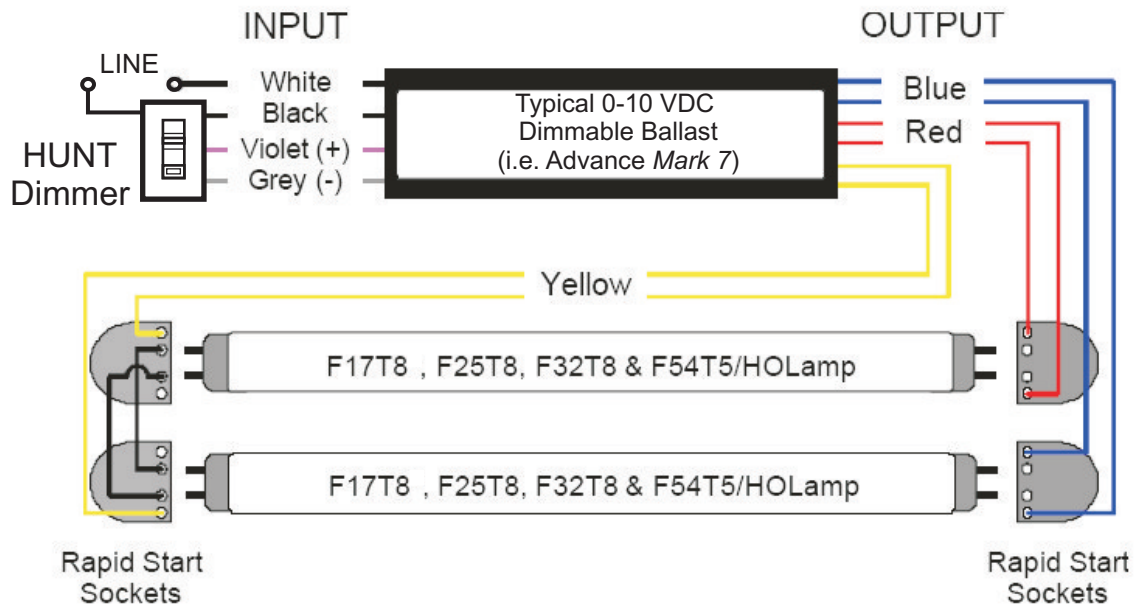 INPUT
OUTPUT
LINE
White
Black
Violet (+)
Grey (-)
HUNT
Dimmer
Typical 0-10 VDC
Dimmable Ballast
(i.e. Advance Mark 7)
Blue
Red
Yellow
F17T8 , F25T8, F32T8 & F54T5/HOLamp
F17T8 , F25T8, F32T8 & F54T5/HOLamp
Rapid Start
Sockets
Rapid Start
Sockets